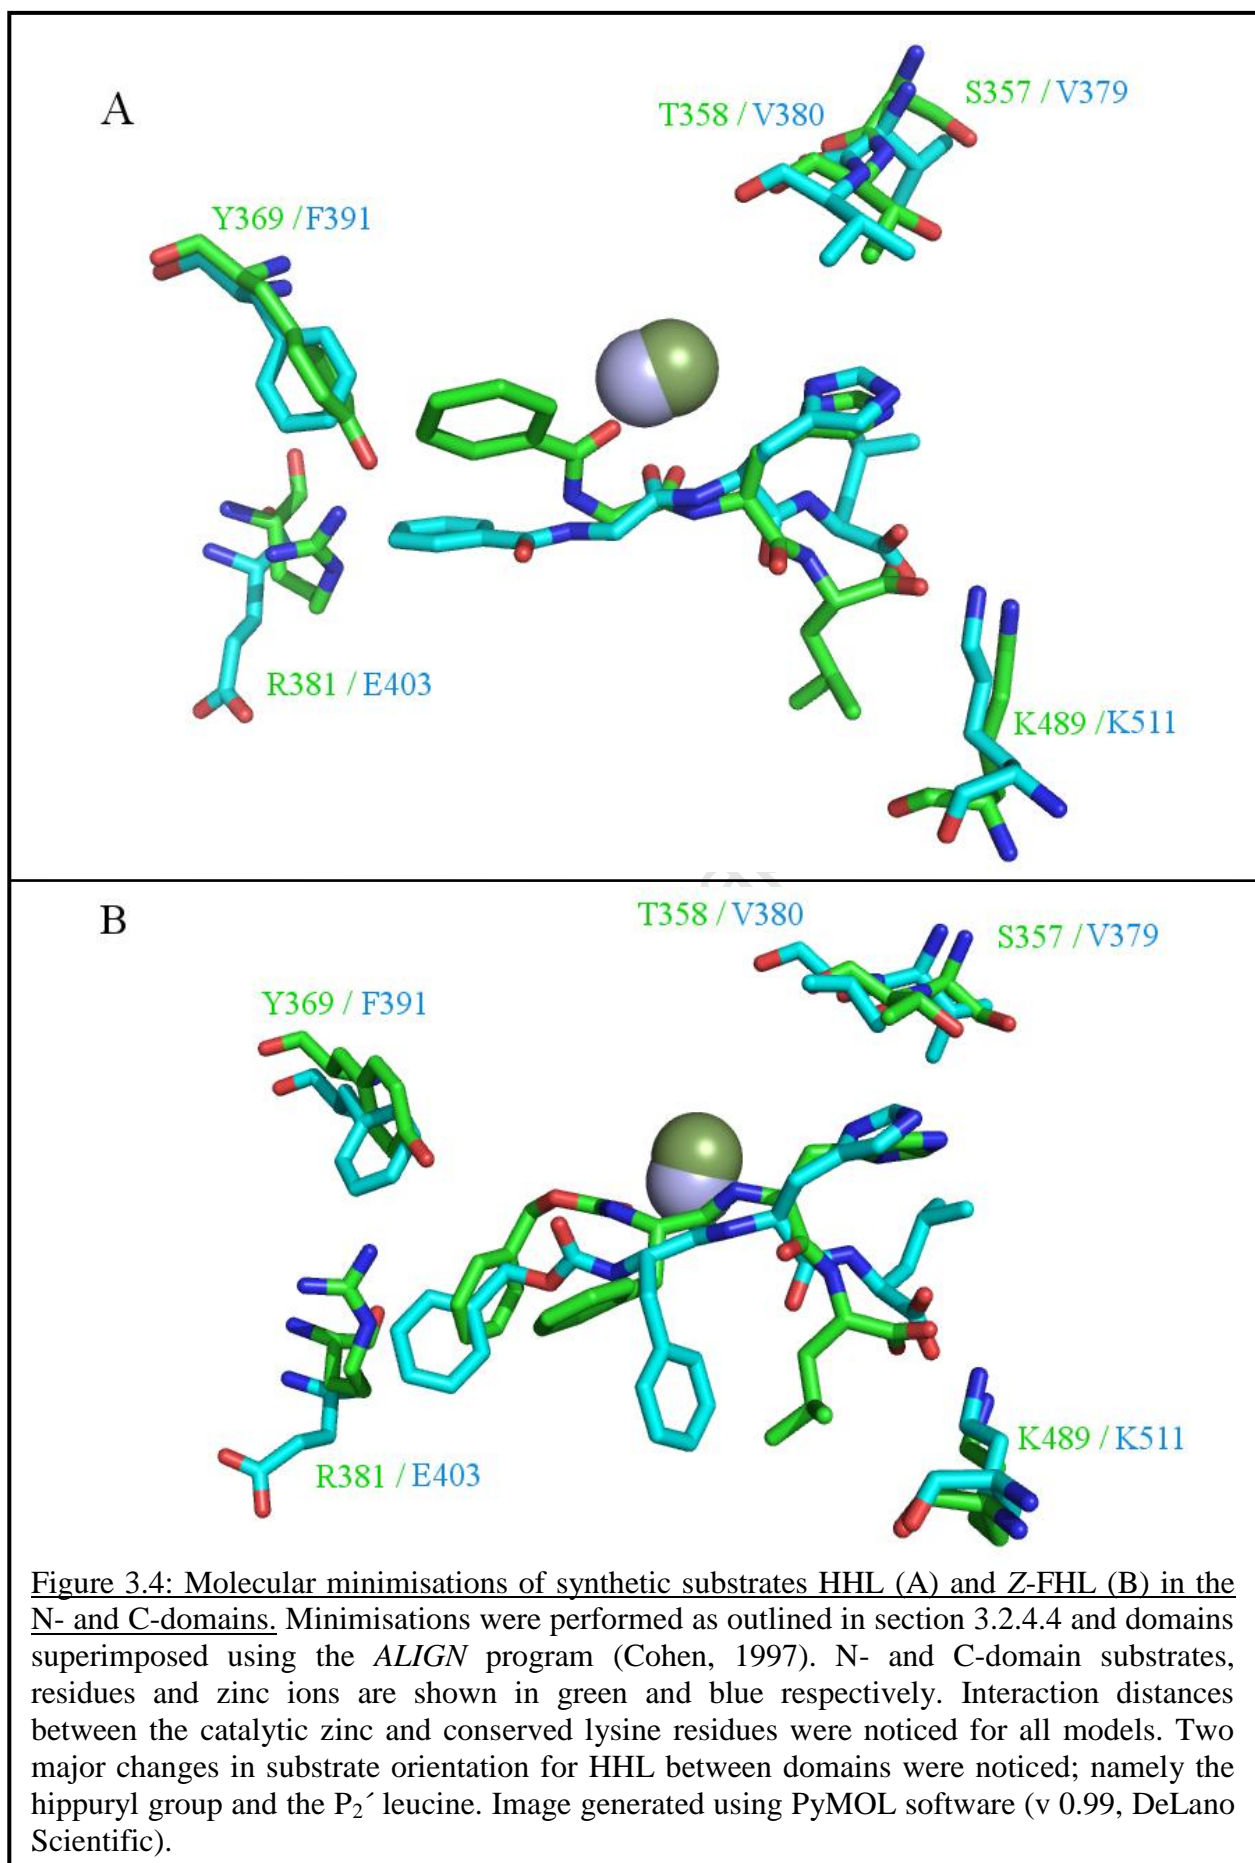 A
T358 / V380
S357 / V379
Y369 / F391
R381 / E403
K489 / K511
B
T358 / V380
S357 / V379
Y369 / F391
R381 / E403
K489 / K511
Figure 3.4: Molecular minimisations of synthetic substrates HHL (A) and Z-FHL (B) in the
N- and C-domains. Minimisations were performed as outlined in section 3.2.4.4 and domains
superimposed using the ALIGN program (Cohen, 1997). N- and C-domain substrates,
residues and zinc ions are shown in green and blue respectively. Interaction distances
between the catalytic zinc and conserved lysine residues were noticed for all models. Two
major changes in substrate orientation for HHL between domains were noticed; namely the
hippuryl group and the P₂´ leucine. Image generated using PyMOL software (v 0.99, DeLano
Scientific).